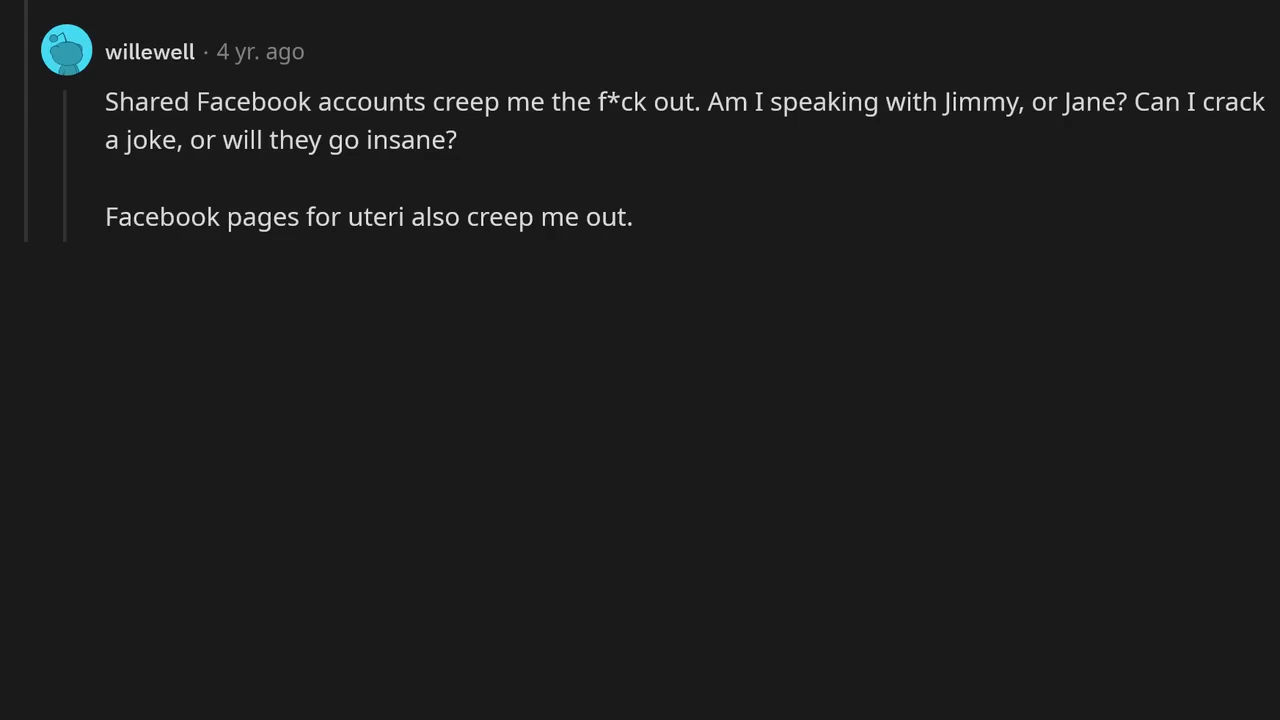 willewell · 4 yr. ago
Shared Facebook accounts creep me the f*ck out. Am I speaking with Jimmy, or Jane? Can I crack
a joke, or will they go insane?
Facebook pages for uteri also creep me out.